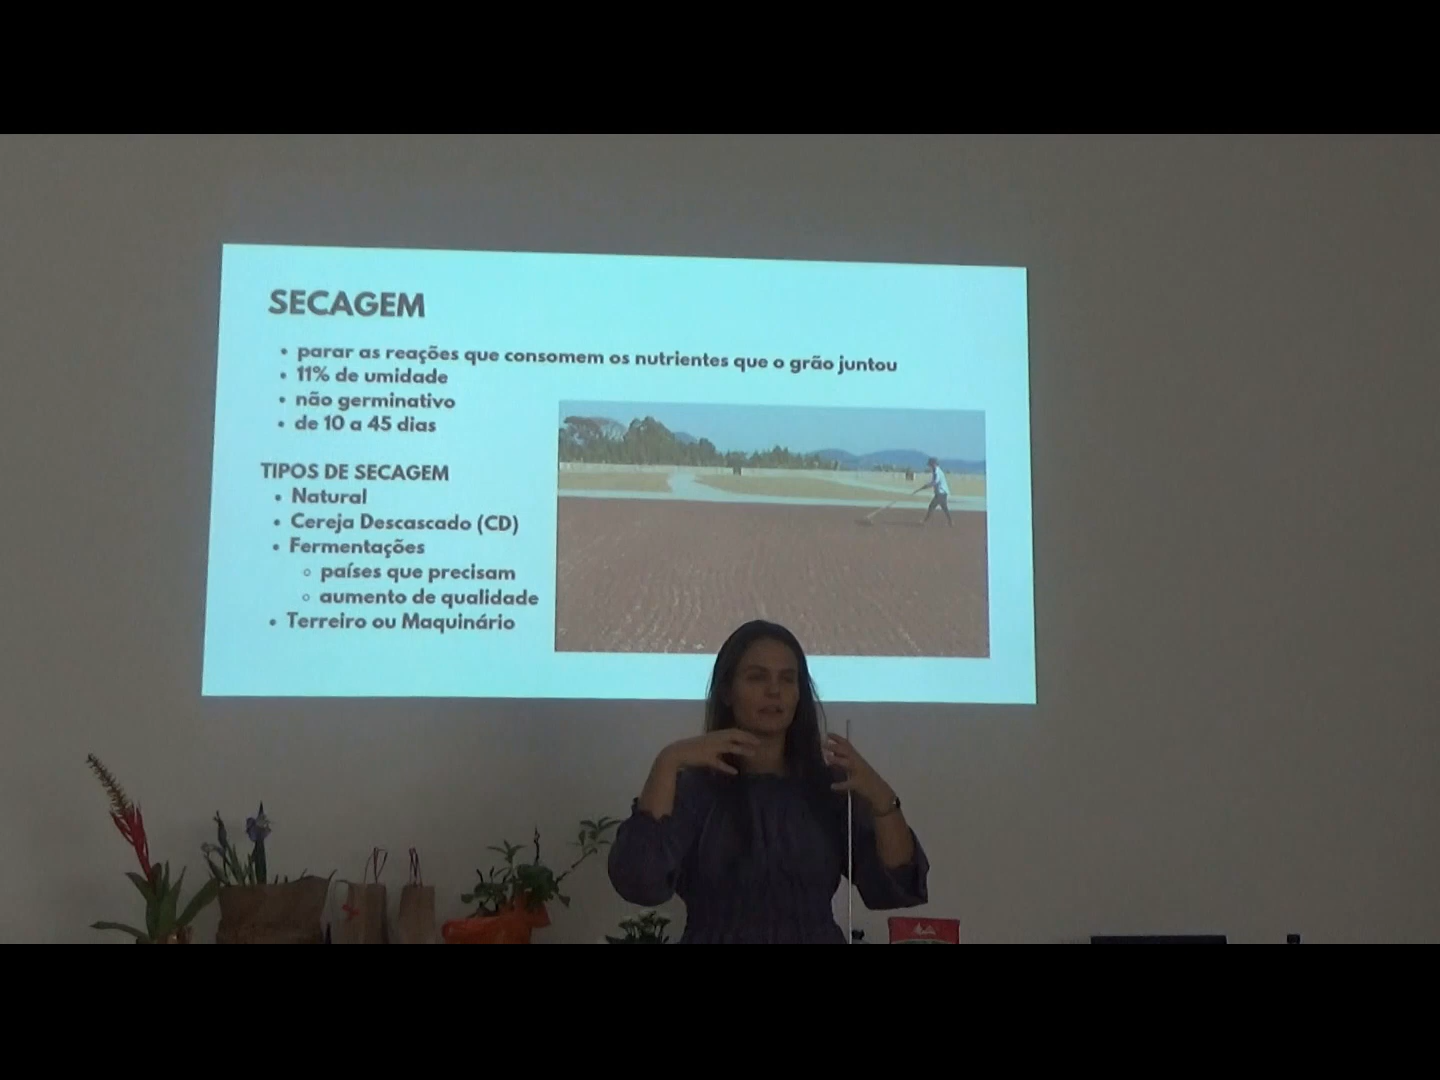 SECAGEM
• parar as reações que consomem os nutrientes que o grão juntou
• 11% de umidade
• não germinativo
• de 10 a 45 dias
TIPOS DE SECAGEM
• Natural
• Cereja Descascado (CD)
• Fermentações
○ países que precisam
○ aumento de qualidade
• Terreiro ou Maquinário